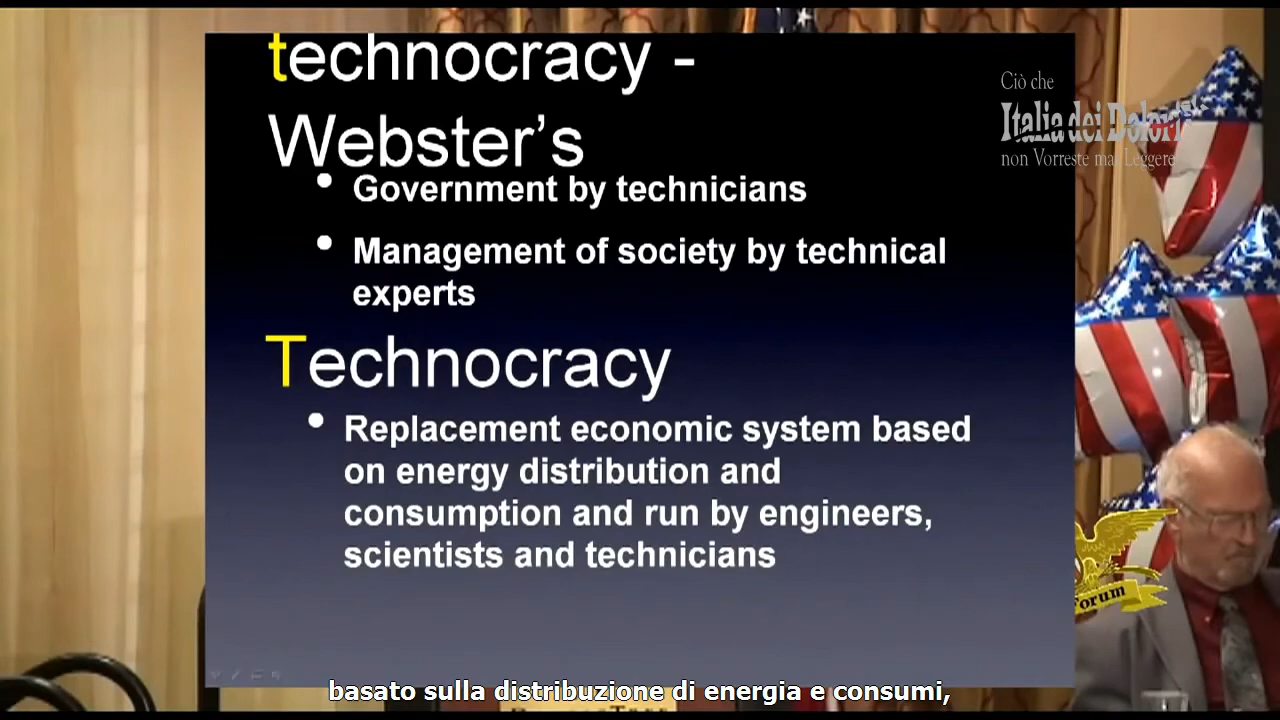 technocracy -
Webster's
• Government by technicians
• Management of society by technical
experts
Technocracy
• Replacement economic system based
on energy distribution and
consumption and run by engineers,
scientists and technicians
Ciò che
Italia dei Dolori
non Vorreste mai Leggere
Forum
basato sulla distribuzione di energia e consumi,